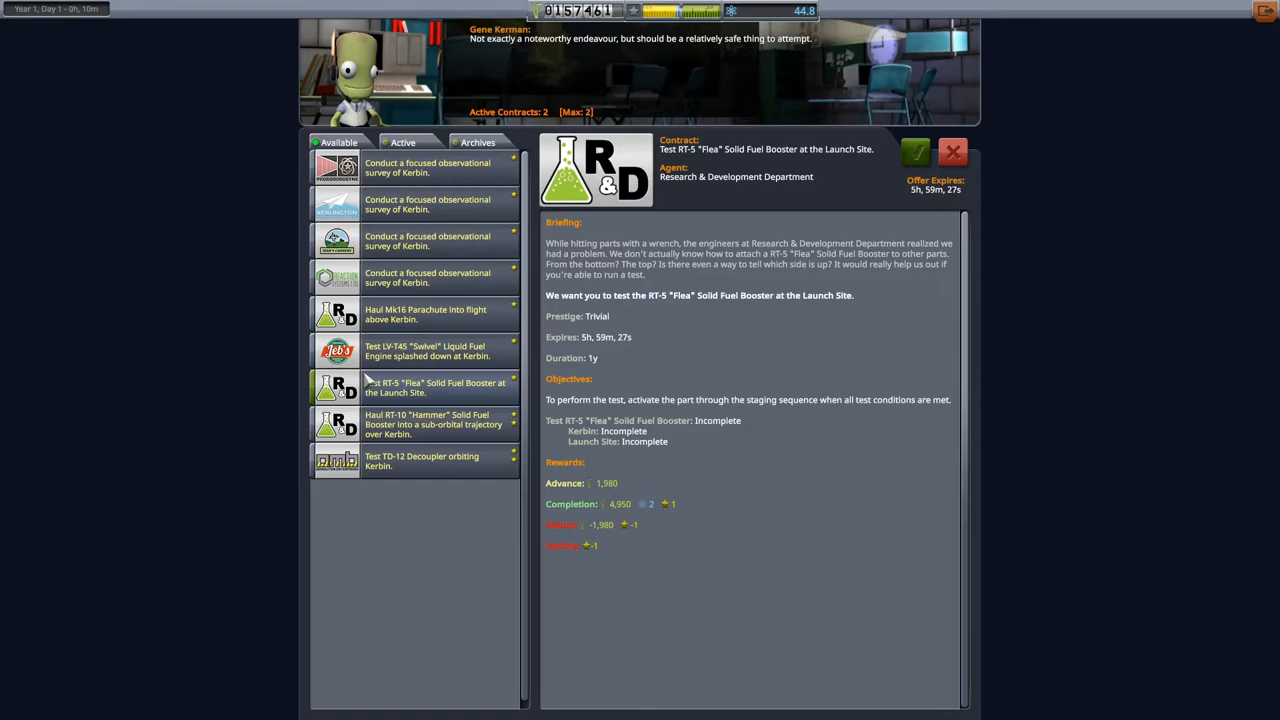 Year 1, Day 1 - 0h, 10m
0157461
44.8
Gene Kerman:
Not exactly a noteworthy endeavour, but should be a relatively safe thing to attempt.
Active Contracts: 2 [Max: 2]
Available
Active
Archives
Conduct a focused observational
survey of Kerbin.
KERLINGTON
Conduct a focused observational
survey of Kerbin.
Conduct a focused observational
survey of Kerbin.
REACTION
SYSTEMS LTD
Conduct a focused observational
survey of Kerbin.
R&D
Haul Mk16 Parachute into flight
above Kerbin.
Jeb's
Test LV-T45 "Swivel" Liquid Fuel
Engine splashed down at Kerbin.
R&D
RT-5 "Flea" Solid Fuel Booster at
the Launch Site.
R&D
Haul RT-10 "Hammer" Solid Fuel
Booster into a sub-orbital trajectory
over Kerbin.
Test TD-12 Decoupler orbiting
Kerbin.
R&D
Contract:
Test RT-5 "Flea" Solid Fuel Booster at the Launch Site.
Agent:
Research & Development Department
Offer Expires:
5h, 59m, 27s
Briefing:
While hitting parts with a wrench, the engineers at Research & Development Department realized we
had a problem. We don't actually know how to attach a RT-5 "Flea" Solid Fuel Booster to other parts.
From the bottom? The top? Is there even a way to tell which side is up? It would really help us out if
you're able to run a test.
We want you to test the RT-5 "Flea" Solid Fuel Booster at the Launch Site.
Prestige: Trivial
Expires: 5h, 59m, 27s
Duration: 1y
Objectives:
To perform the test, activate the part through the staging sequence when all test conditions are met.
Test RT-5 "Flea" Solid Fuel Booster: Incomplete
Kerbin: Incomplete
Launch Site: Incomplete
Rewards:
Advance: 1,980
Completion: 4,950 2 1
Failure: -1,980 -1
-1